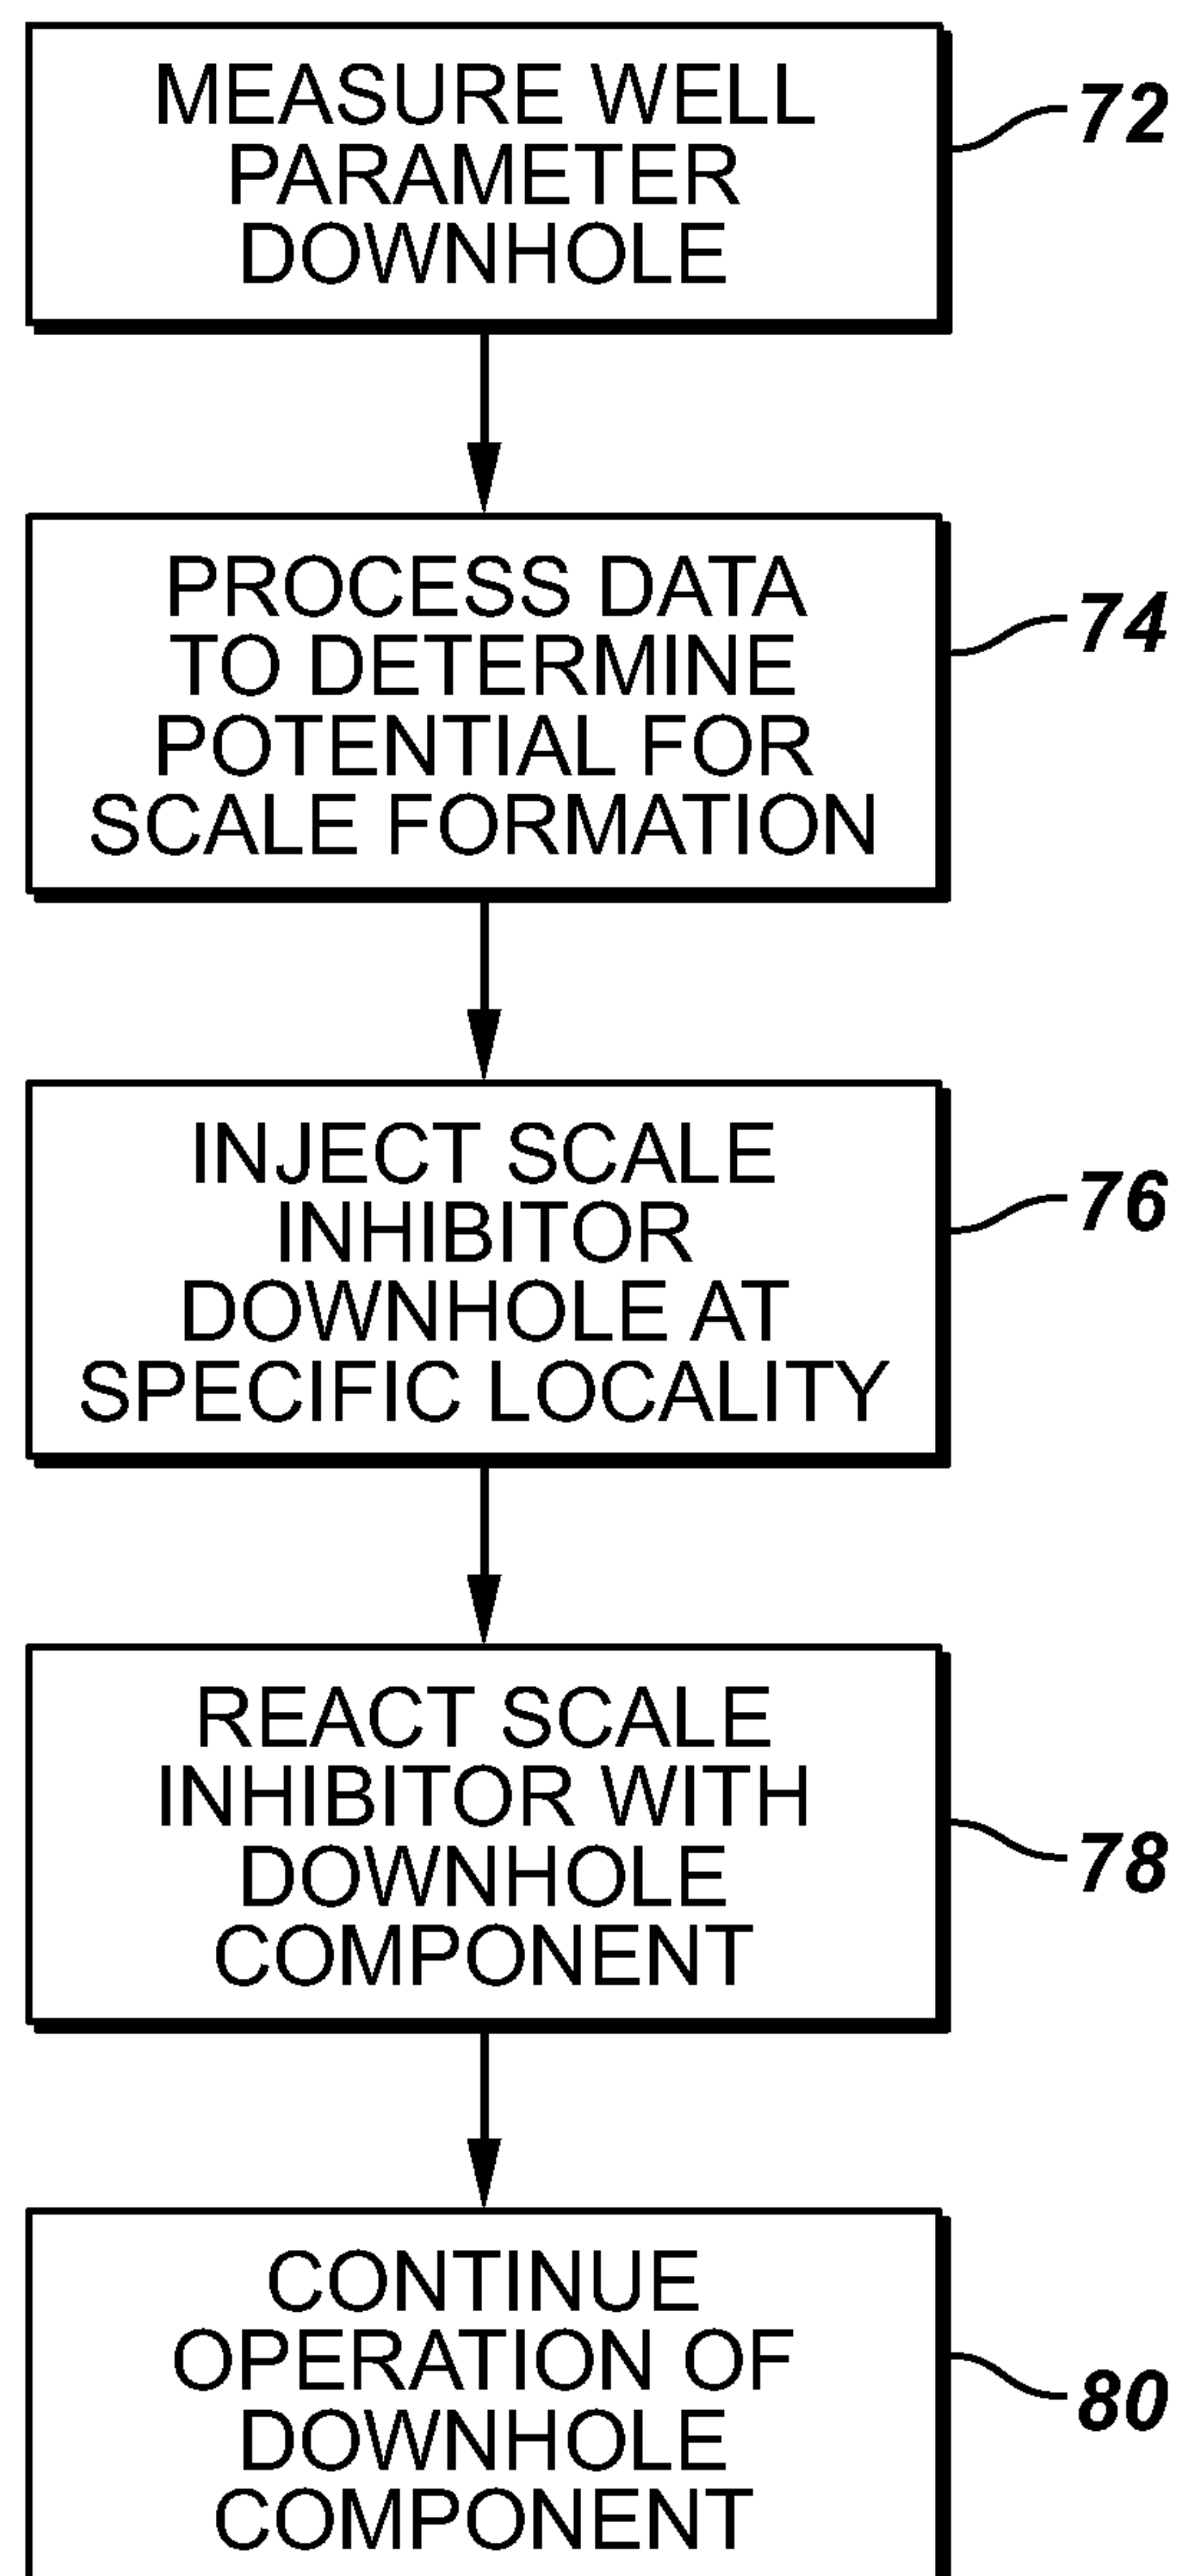 MEASURE WELL
PARAMETER
DOWNHOLE
72
PROCESS DATA
TO DETERMINE
POTENTIAL FOR
SCALE FORMATION
74
INJECT SCALE
INHIBITOR
DOWNHOLE AT
SPECIFIC LOCALITY
76
REACT SCALE
INHIBITOR WITH
DOWNHOLE
COMPONENT
78
CONTINUE
OPERATION OF
DOWNHOLE
COMPONENT
80